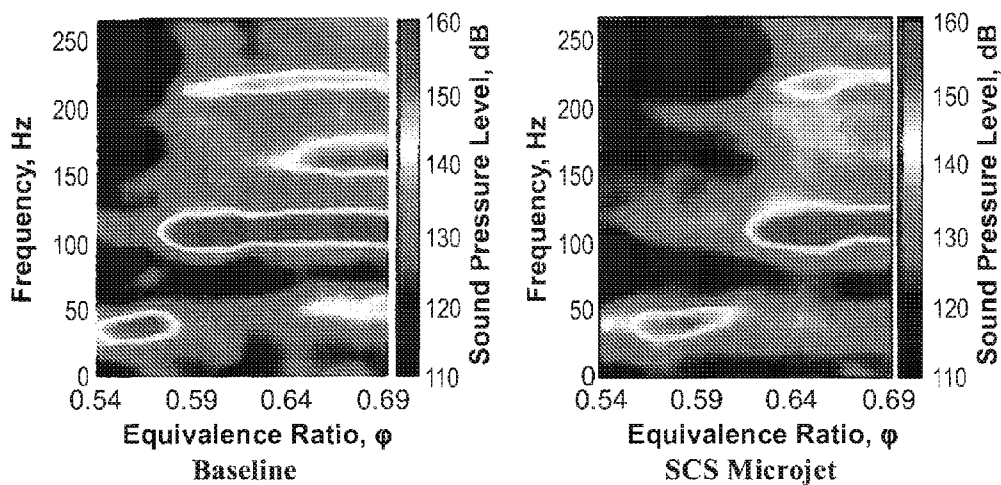 250
200
150
100
50
0
Frequency, Hz
0.54 0.59 0.64 0.69
Equivalence Ratio, φ
Baseline
160
150
140
130
120
110
Sound Pressure Level, dB
250
200
150
100
50
0
Frequency, Hz
0.54 0.59 0.64 0.69
Equivalence Ratio, φ
SCS Microjet
160
150
140
130
120
110
Sound Pressure Level, dB